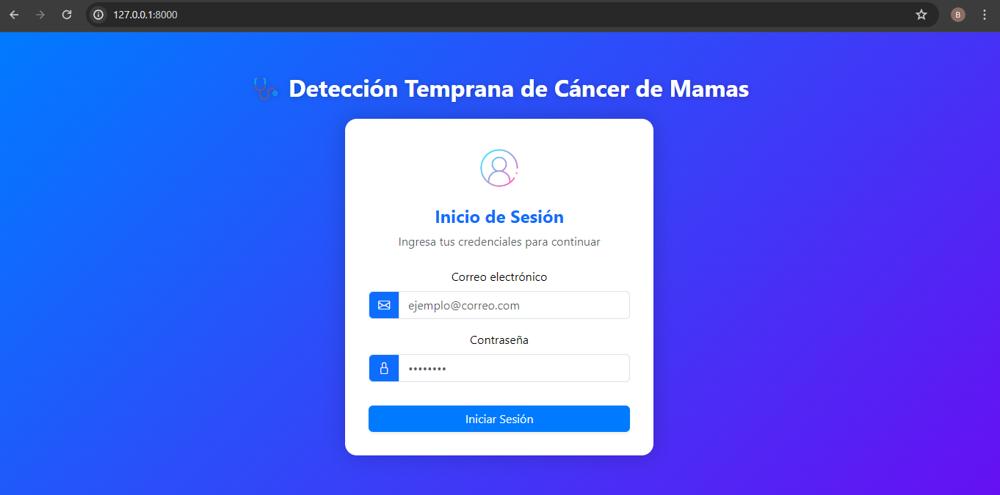 127.0.0.1:8000
B
Detección Temprana de Cáncer de Mamas
Inicio de Sesión
Ingresa tus credenciales para continuar
Correo electrónico
ejemplo@correo.com
Contraseña
••••••••
Iniciar Sesión